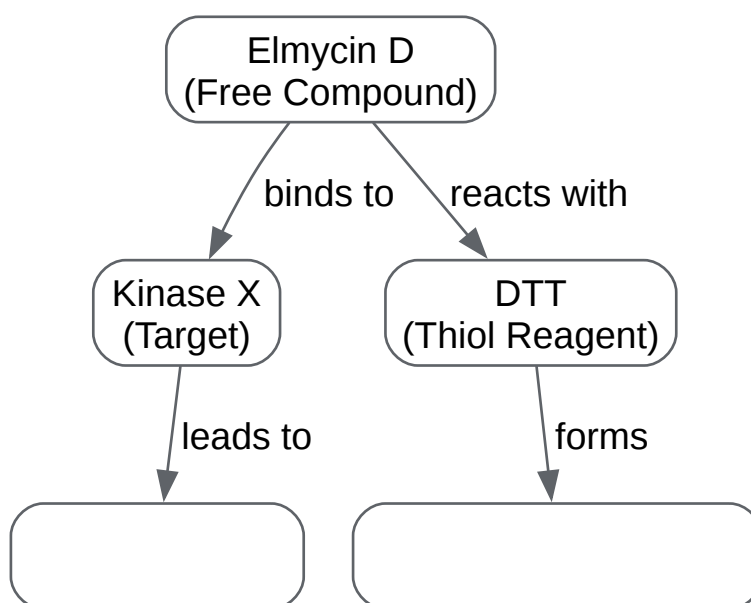 Elmycin D
(Free Compound)
binds to
reacts with
Kinase X
(Target)
DTT
(Thiol Reagent)
leads to
forms